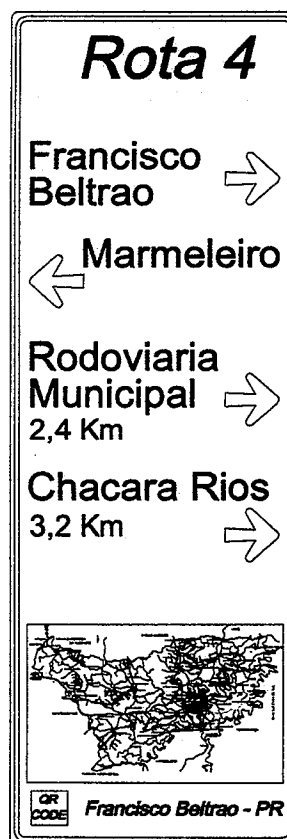 Rota 4
Francisco
Beltrao
Marmeleiro
Rodoviaria
Municipal
2,4 Km
Chacara Rios
3,2 Km
QR
CODE
Francisco Beltrao - PR